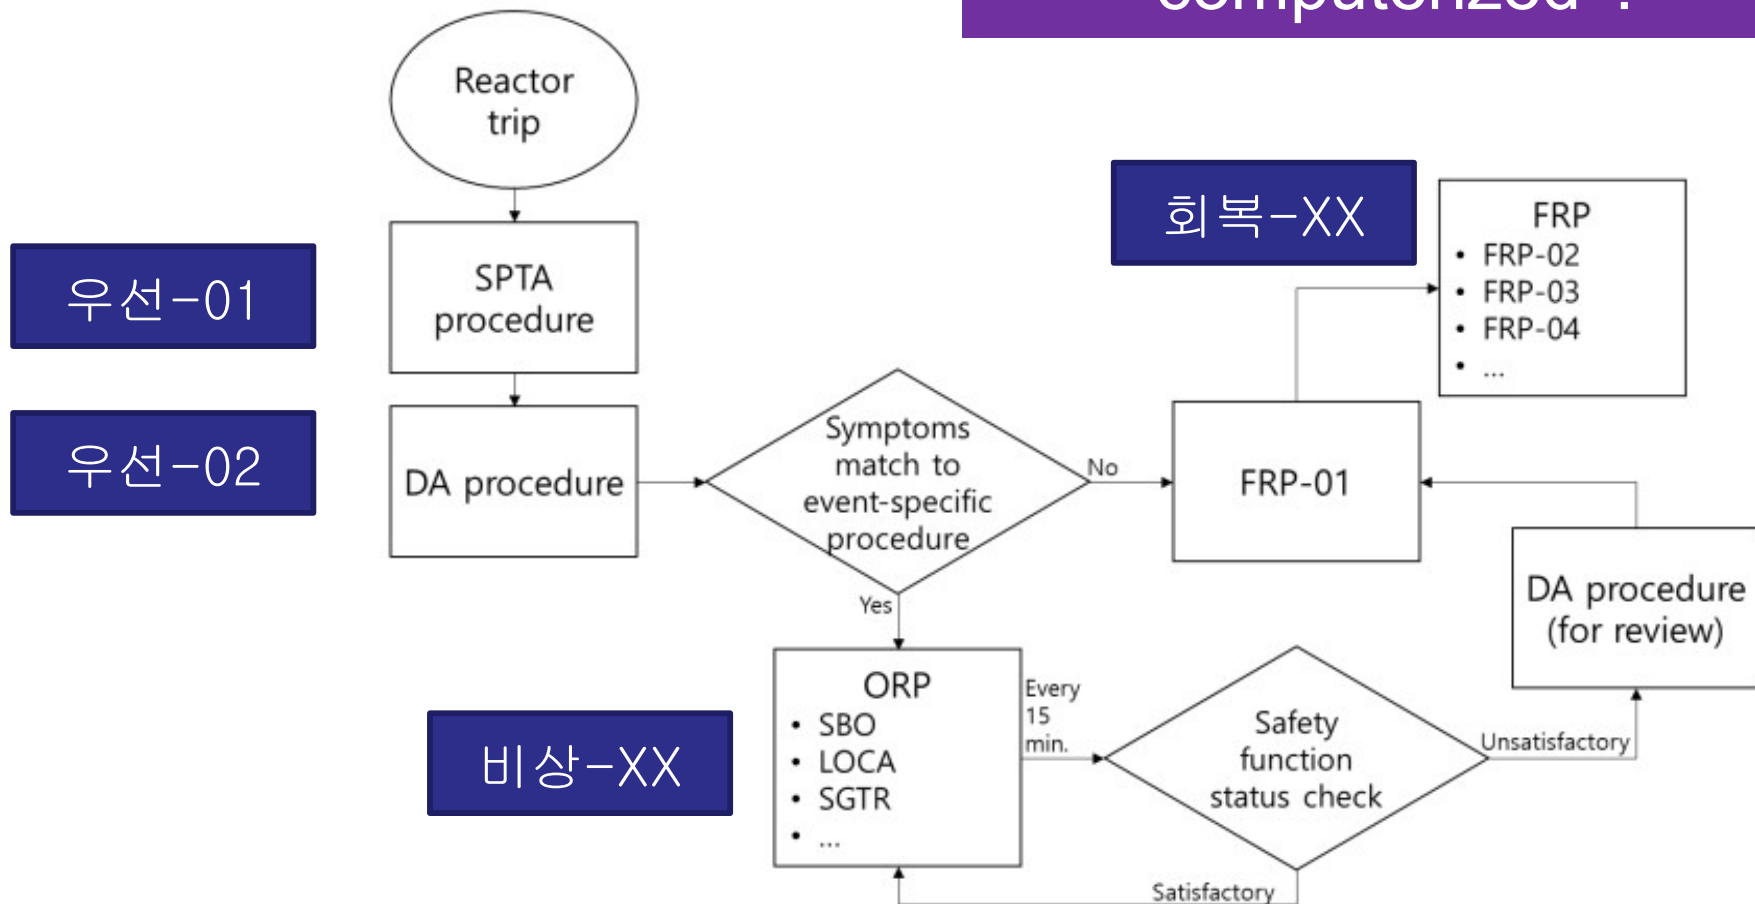 computerized ?
Reactor
trip
우선-01
SPTA
procedure
우선-02
DA procedure
Symptoms
match to
event-specific
procedure
No
Yes
FRP-01
회복-XX
FRP
• FRP-02
• FRP-03
• FRP-04
• ...
DA procedure
(for review)
비상-XX
ORP
• SBO
• LOCA
• SGTR
• ...
Every
15
min.
Safety
function
status check
Unsatisfactory
Satisfactory